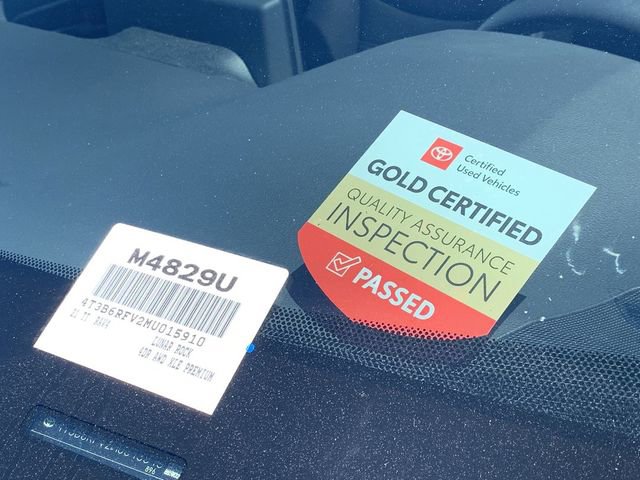 Certified
Used Vehicles
GOLD CERTIFIED
QUALITY ASSURANCE
INSPECTION
PASSED
M4829U
4T3B6RFV2MU015910
21 TT RAV4
LUNAR ROCK
4DR AWD XLE PREMIUM